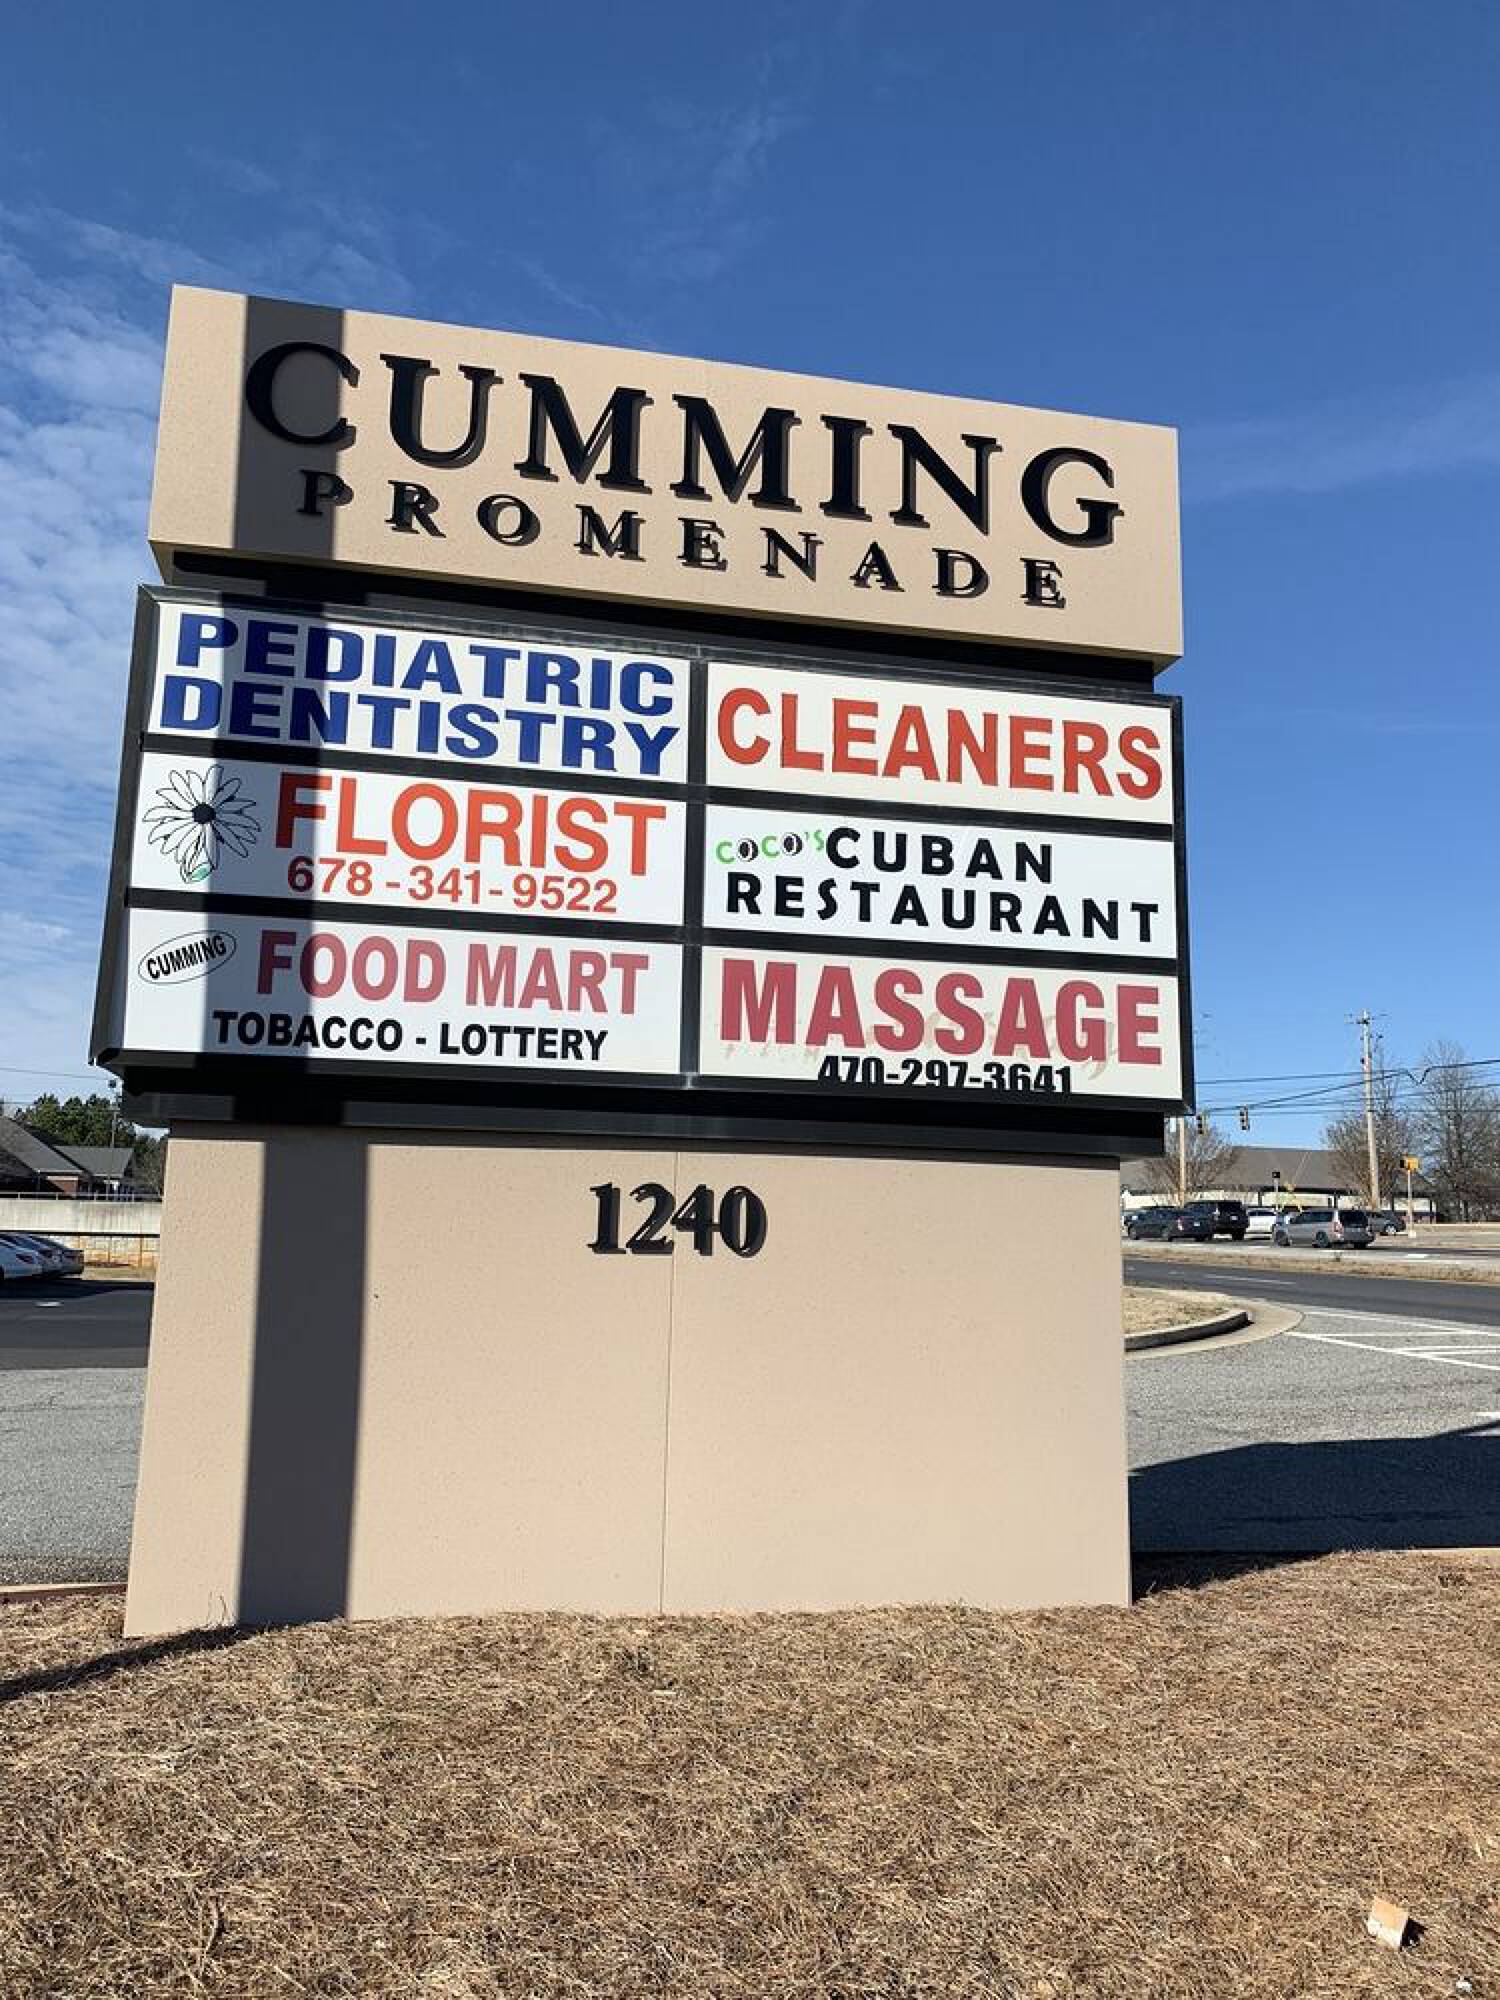 CUMMING
PROMENADE
PEDIATRIC
DENTISTRY
CLEANERS
FLORIST
678-341-9522
COCO'S CUBAN
RESTAURANT
CUMMING FOOD MART
TOBACCO - LOTTERY
MASSAGE
470-297-3641
1240